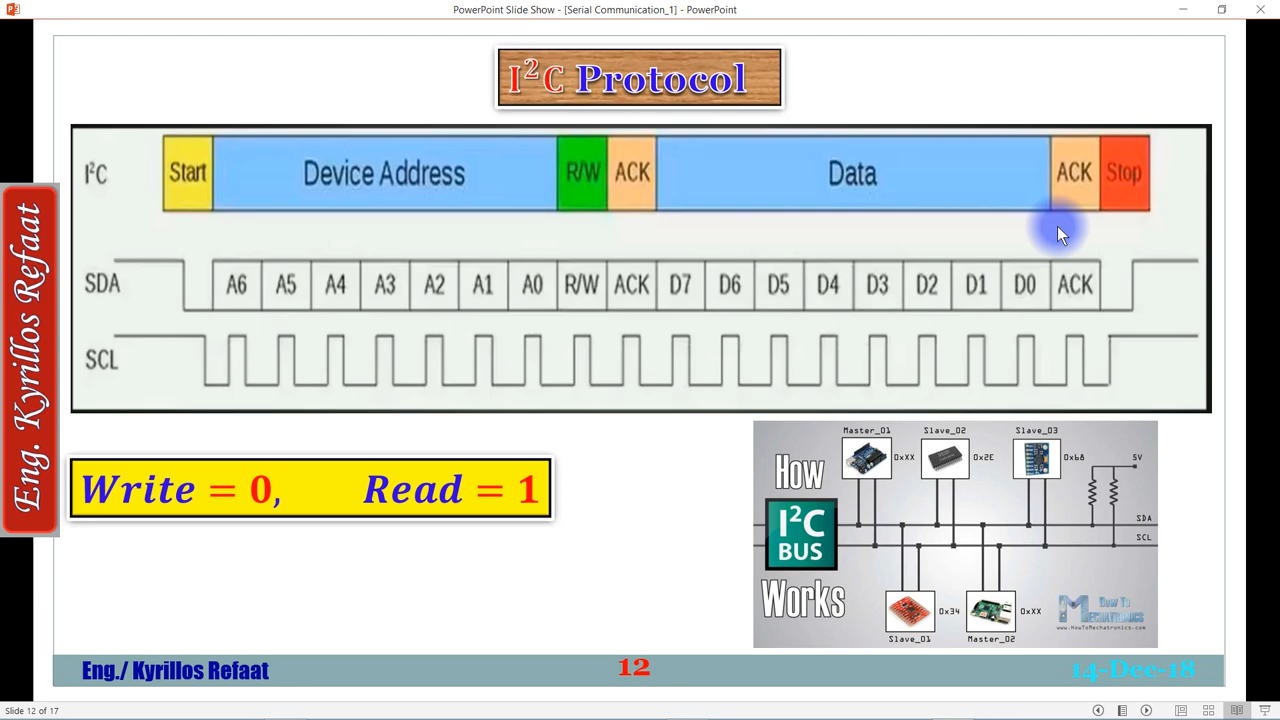 PowerPoint Slide Show - [Serial Communication_1] - PowerPoint
I²C Protocol
I²C Start Device Address R/W ACK Data ACK Stop
SDA A6 A5 A4 A3 A2 A1 A0 R/W ACK D7 D6 D5 D4 D3 D2 D1 D0 ACK
SCL
Eng. Kyrillos Refaat
Write = 0, Read = 1
Master_01 Slave_02 Slave_03
0xXX 0x2E 0x68 5V
How
I²C
BUS
Works
SDA
SCL
0x34 0xXX
Slave_01 Master_02
How To
Mechatronics
www.HowToMechatronics.com
Eng./ Kyrillos Refaat 12 14-Dec-18
Slide 12 of 17